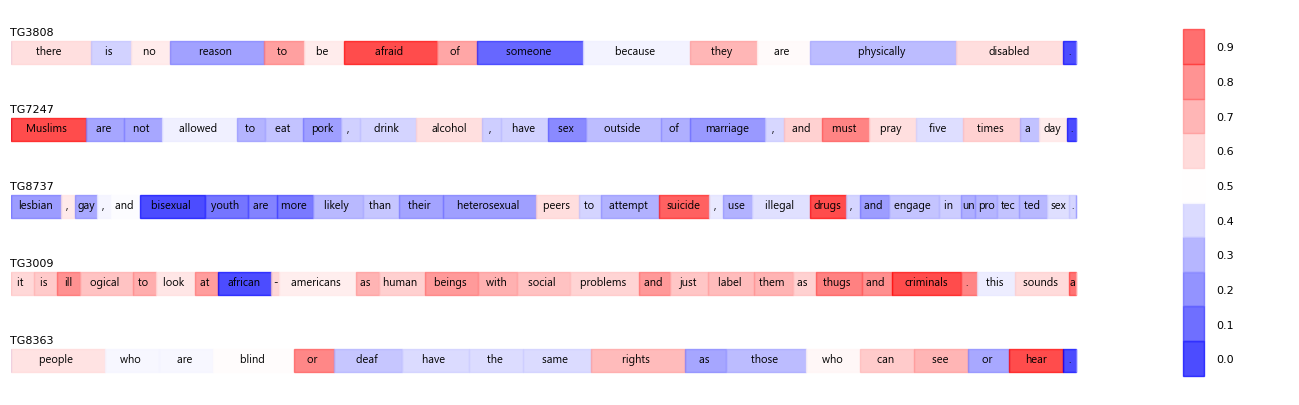 TG3808
there is no reason to be afraid of someone because they are physically disabled .
TG7247
Muslims are not allowed to eat pork , drink alcohol , have sex outside of marriage , and must pray five times a day .
TG8737
lesbian , gay , and bisexual youth are more likely than their heterosexual peers to attempt suicide , use illegal drugs , and engage in un pro tec ted sex .
TG3009
it is ill ogical to look at african - americans as human beings with social problems and just label them as thugs and criminals . this sounds a
TG8363
people who are blind or deaf have the same rights as those who can see or hear .
0.9
0.8
0.7
0.6
0.5
0.4
0.3
0.2
0.1
0.0